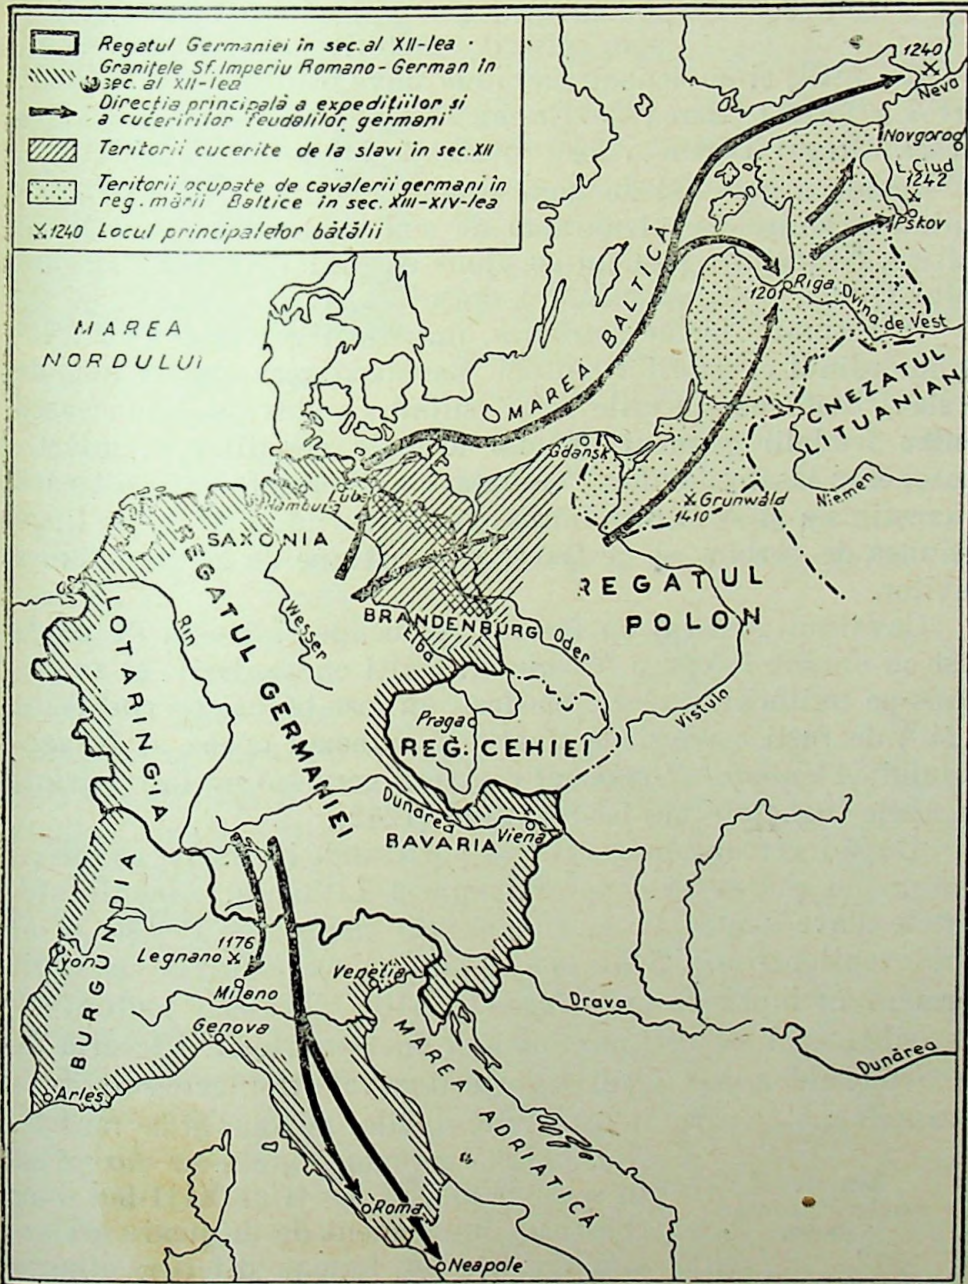 Regatul Germaniei în sec. al XII-lea
Granițele Sf. Imperiu Romano-German în
sec. al XII-lea
Direcția principală a expedițiilor și
a cuceririlor feudalilor germani
Teritorii cucerite de la slavi în sec. XII
Teritorii ocupate de cavalerii germani în
reg. mării Baltice în sec. XIII-XIV-lea
1240 Locul principalelor bătălii
1240
Neva
Novgorod
L. Ciud
1242
Pskov
MAREA
NORDULUI
MAREA BALTICĂ
1201
Riga
Dvina de Vest
CNEZATUL
LITUANIAN
Niemen
Gdansk
Grunwald
1410
Hamburg
SAXONIA
REGATUL GERMANIEI
LOTARINGIA
Rin
Wesser
BRANDENBURG
Elba
Oder
REGATUL
POLON
Vistula
Praga
REG. CEHIEI
Dunărea
BAVARIA
Viena
BURGUNDIA
Lyon
1176
Legnano
Milano
Veneția
Genova
Drava
Dunărea
MAREA ADRIATICĂ
Arles
Roma
Neapole